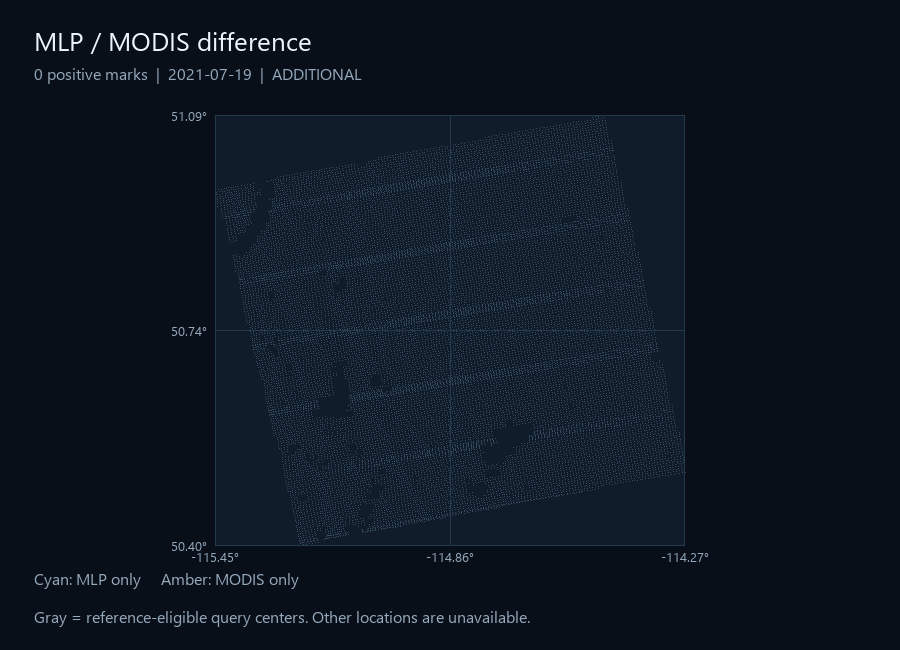 MLP / MODIS difference
0 positive marks | 2021-07-19 | ADDITIONAL
51.09°
50.74°
50.40°
-115.45°
-114.86°
-114.27°
Cyan: MLP only Amber: MODIS only
Gray = reference-eligible query centers. Other locations are unavailable.